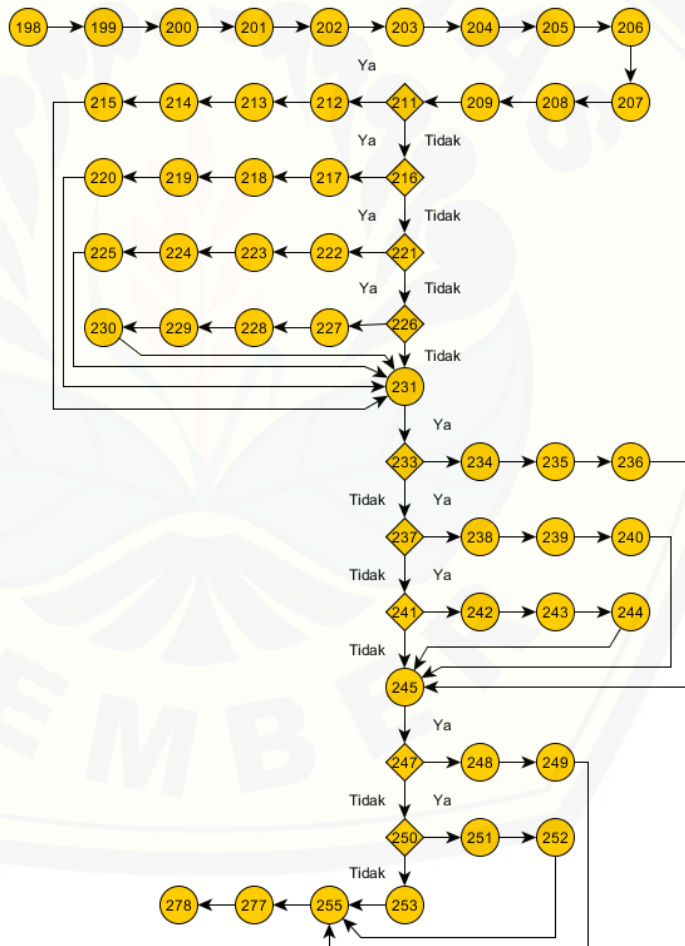 198 199 200 201 202 203 204 205 206
Ya
215 214 213 212 211 209 208 207
Ya Tidak
220 219 218 217 216
Ya Tidak
225 224 223 222 221
Ya Tidak
230 229 228 227 226
Tidak
231
Ya
233 234 235 236
Tidak Ya
237 238 239 240
Tidak Ya
241 242 243 244
Tidak
245
EMBER
Ya
247 248 249
Tidak Ya
250 251 252
Tidak
278 277 255 253